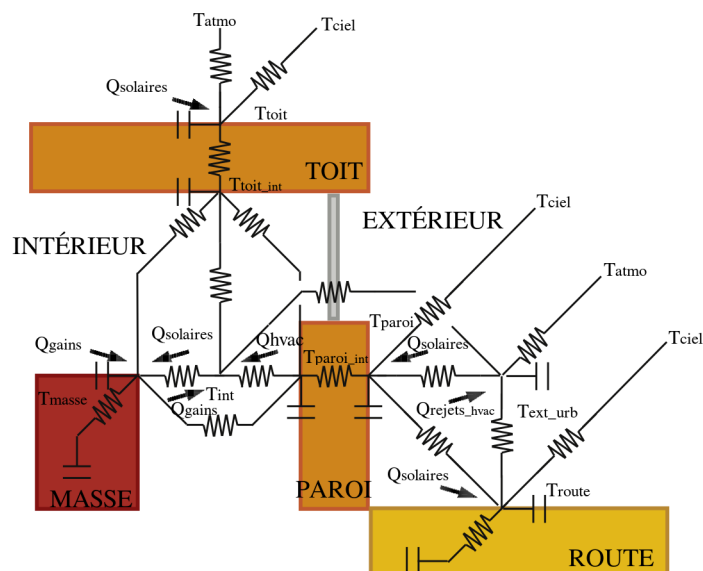 Tatmo
Tciel
Qsolaires
Ttoit
TOIT
Ttoit_int
Tciel
EXTÉRIEUR
INTÉRIEUR
Tatmo
Tparoi
Qsolaires
Qhvac
Qsolaires
Tciel
Qgains
Tparoi_int
Tmasse
Tint
Qgains
Qrejets_hvac
Text_urb
Qsolaires
Troute
MASSE
PAROI
ROUTE